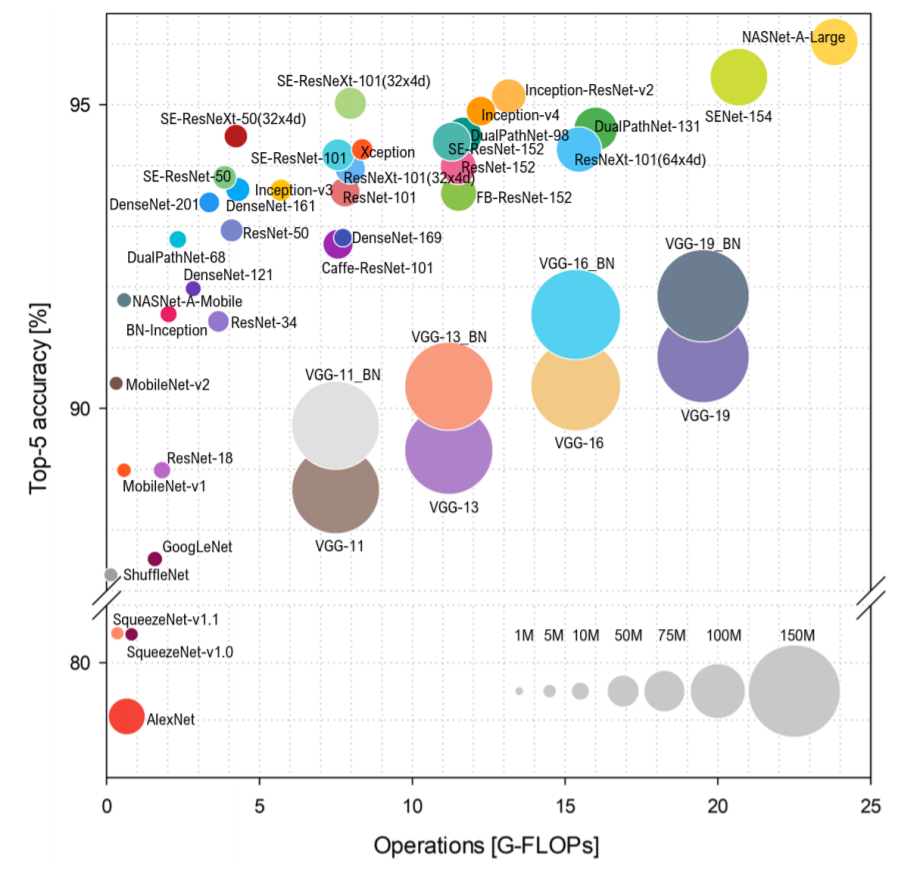 NASNet-A-Large
SE-ResNeXt-101(32x4d)
Inception-ResNet-v2
95
SENet-154
Inception-v4
SE-ResNeXt-50(32x4d)
DualPathNet-131
DualPathNet-98
SE-ResNet-152
Xception
SE-ResNet-101
ResNeXt-101(64x4d)
ResNet-152
SE-ResNet-50
ResNeXt-101(32x4d)
Inception-v3
ResNet-101
FB-ResNet-152
DenseNet-201
DenseNet-161
ResNet-50
DenseNet-169
VGG-19_BN
DualPathNet-68
Caffe-ResNet-101
VGG-16_BN
DenseNet-121
NASNet-A-Mobile
BN-Inception
ResNet-34
VGG-13_BN
VGG-11_BN
MobileNet-v2
90
VGG-19
VGG-16
ResNet-18
MobileNet-v1
VGG-13
GoogLeNet
VGG-11
ShuffleNet
SqueezeNet-v1.1
1M 5M 10M 50M 75M 100M 150M
SqueezeNet-v1.0
80
AlexNet
Top-5 accuracy [%]
0 5 10 15 20 25
Operations [G-FLOPs]